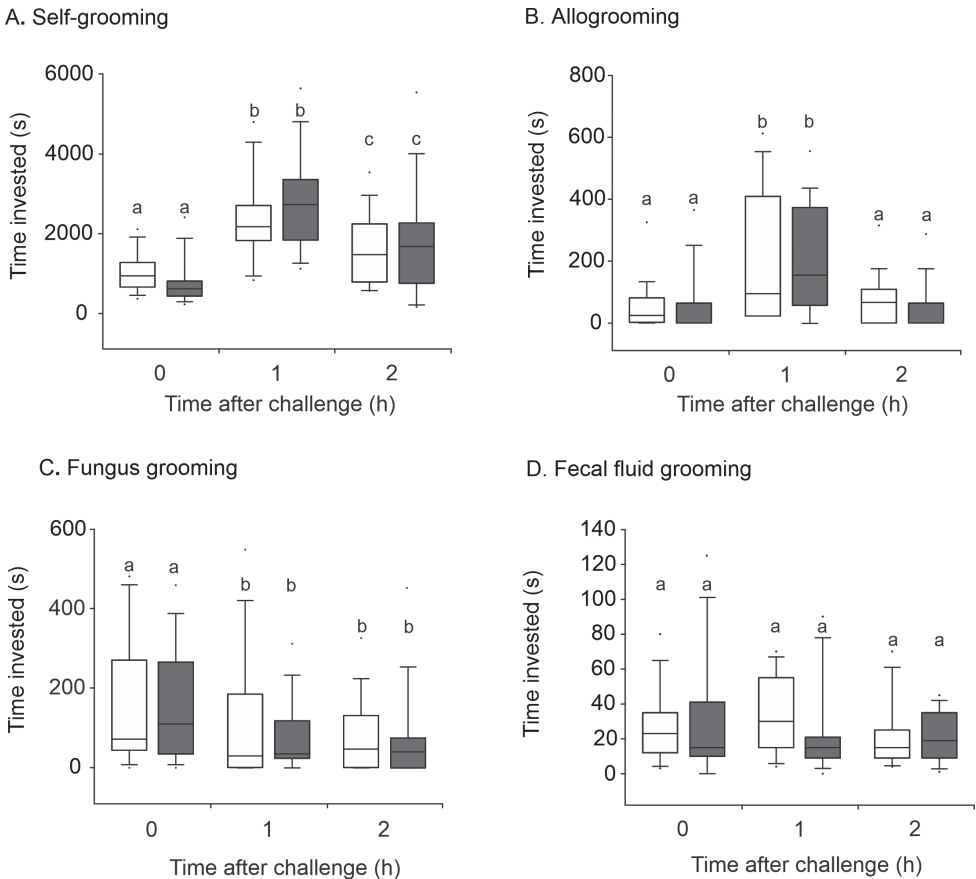 A. Self-grooming
6000
4000
2000
0
Time invested (s)
a
a
b
b
c
c
0
1
2
Time after challenge (h)
B. Allogrooming
800
600
400
200
0
Time invested (s)
a
a
b
b
a
a
0
1
2
Time after challenge (h)
C. Fungus grooming
600
400
200
0
Time invested (s)
a
a
b
b
b
b
0
1
2
Time after challenge (h)
D. Fecal fluid grooming
140
120
100
80
60
40
20
0
Time invested (s)
a
a
a
a
a
a
0
1
2
Time after challenge (h)